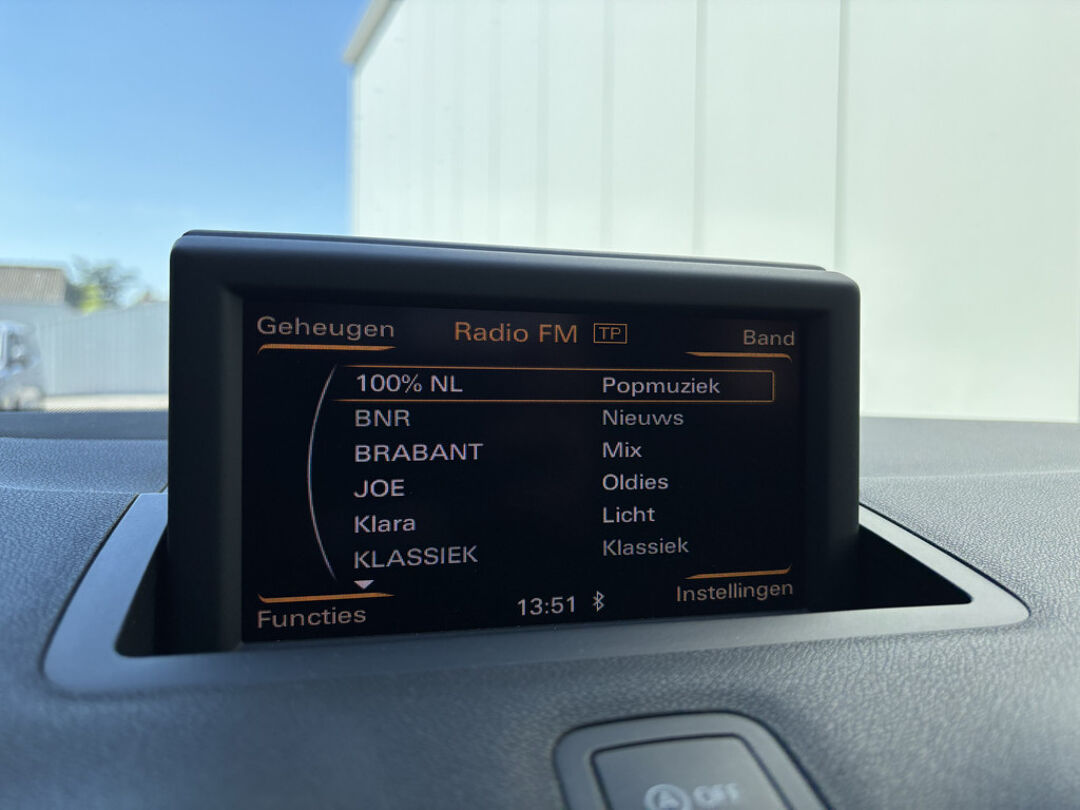 Geheugen Radio FM TP Band
100% NL Popmuziek
BNR Nieuws
BRABANT Mix
JOE Oldies
Klara Licht
KLASSIEK Klassiek
Functies 13:51 Instellingen
A OFF